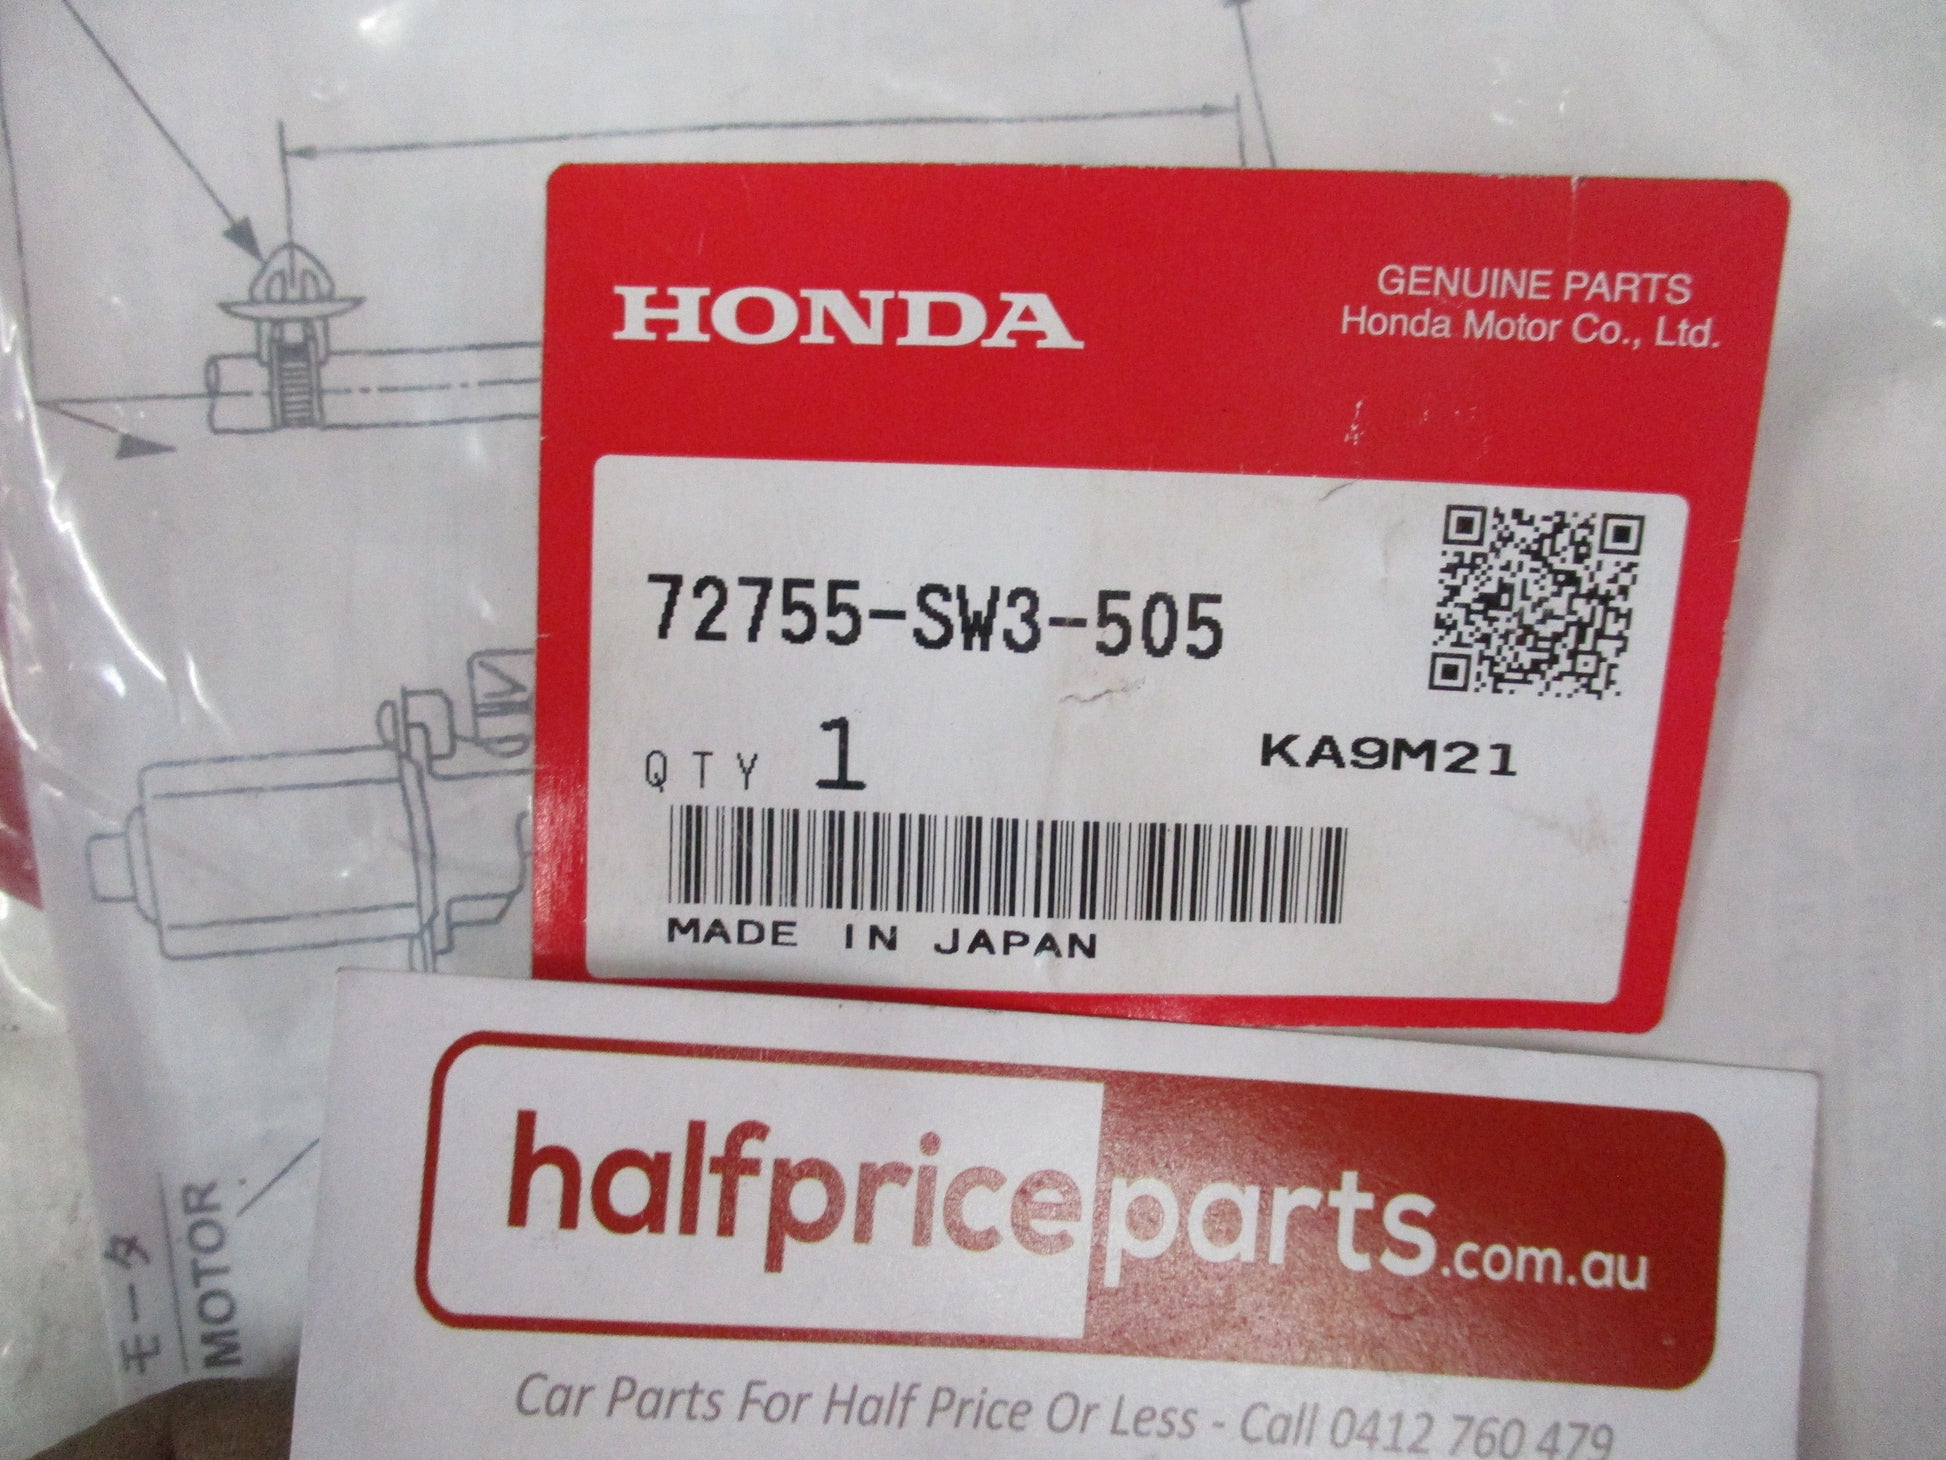 HONDA
GENUINE PARTS
Honda Motor Co., Ltd.
72755-SW3-505
QTY 1
KA9M21
MADE IN JAPAN
モータ
MOTOR
halfpriceparts.com.au
Car Parts For Half Price Or Less - Call 0412 760 479